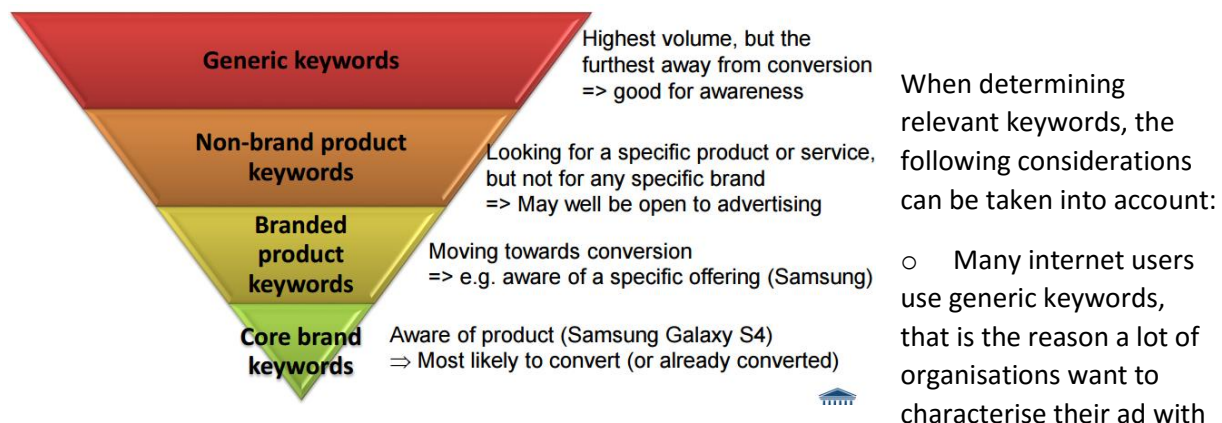 Generic keywords
Highest volume, but the
furthest away from conversion
=> good for awareness
Non-brand product
keywords
Looking for a specific product or service,
but not for any specific brand
=> May well be open to advertising
Branded
product
keywords
Moving towards conversion
=> e.g. aware of a specific offering (Samsung)
Core brand
keywords
Aware of product (Samsung Galaxy S4)
⇒ Most likely to convert (or already converted)
When determining
relevant keywords, the
following considerations
can be taken into account:
o Many internet users
use generic keywords,
that is the reason a lot of
organisations want to
characterise their ad with